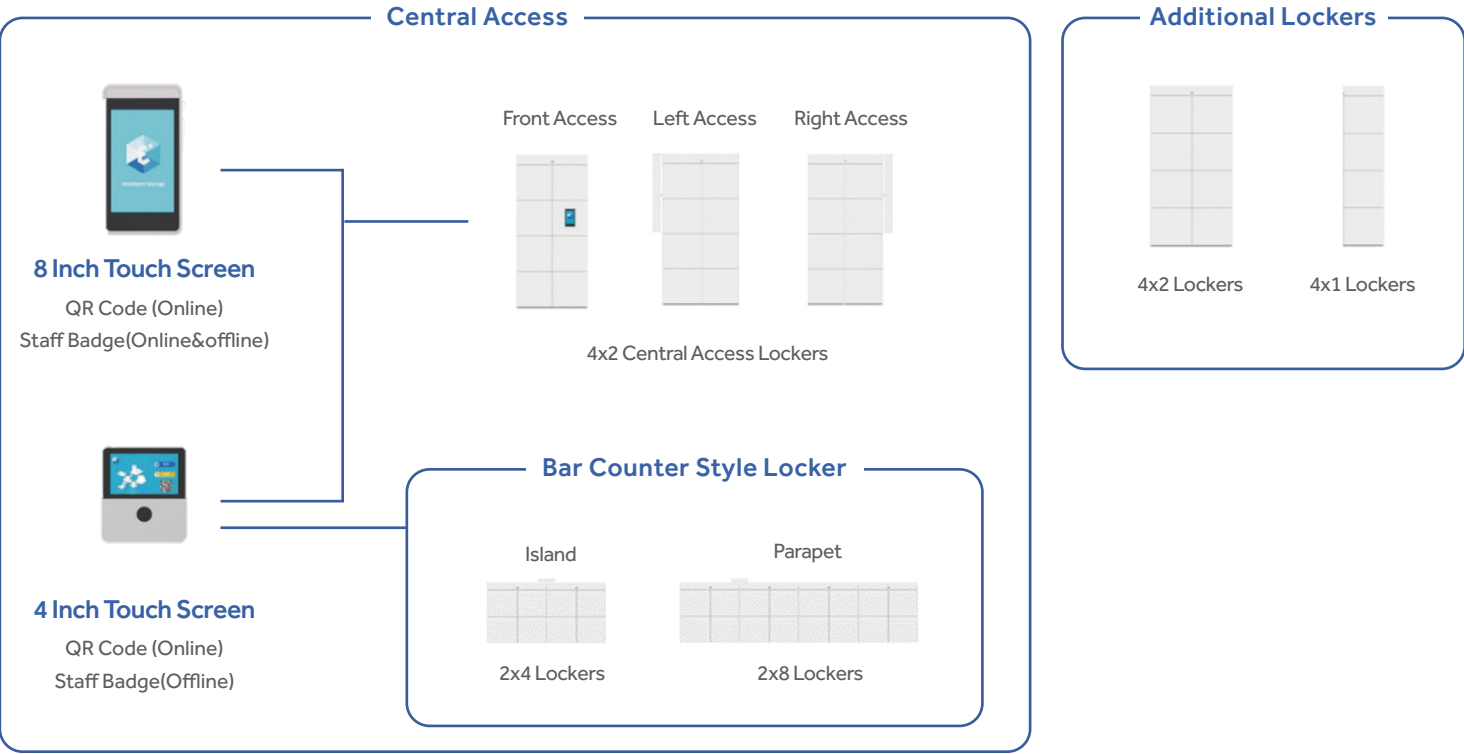 Central Access
Additional Lockers
Front Access
Left Access
Right Access
8 Inch Touch Screen
QR Code (Online)
Staff Badge(Online&offline)
4x2 Central Access Lockers
4x2 Lockers
4x1 Lockers
Bar Counter Style Locker
Island
Parapet
4 Inch Touch Screen
QR Code (Online)
Staff Badge(Offline)
2x4 Lockers
2x8 Lockers